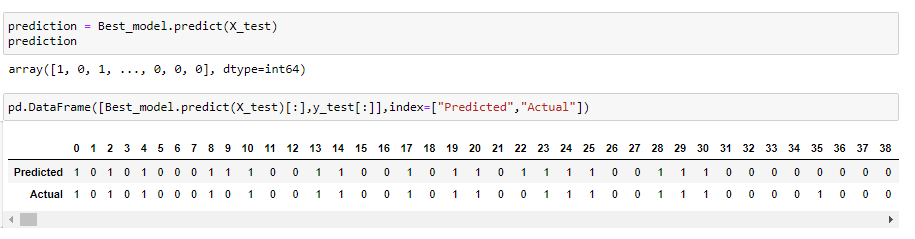 prediction = Best_model.predict(X_test)
prediction
array([1, 0, 1, ..., 0, 0, 0], dtype=int64)
pd.DataFrame([Best_model.predict(X_test)[:],y_test[:]],index=["Predicted","Actual"])
0 1 2 3 4 5 6 7 8 9 10 11 12 13 14 15 16 17 18 19 20 21 22 23 24 25 26 27 28 29 30 31 32 33 34 35 36 37 38
Predicted 1 0 1 0 1 0 0 0 1 1 1 0 0 1 1 0 0 1 0 1 1 0 1 1 1 1 0 0 1 1 1 0 0 0 0 0 0 0 0
Actual 1 0 1 0 1 0 0 0 1 0 1 0 0 1 1 0 0 1 0 1 1 0 0 1 1 1 0 0 1 1 1 0 0 0 0 1 0 0 0